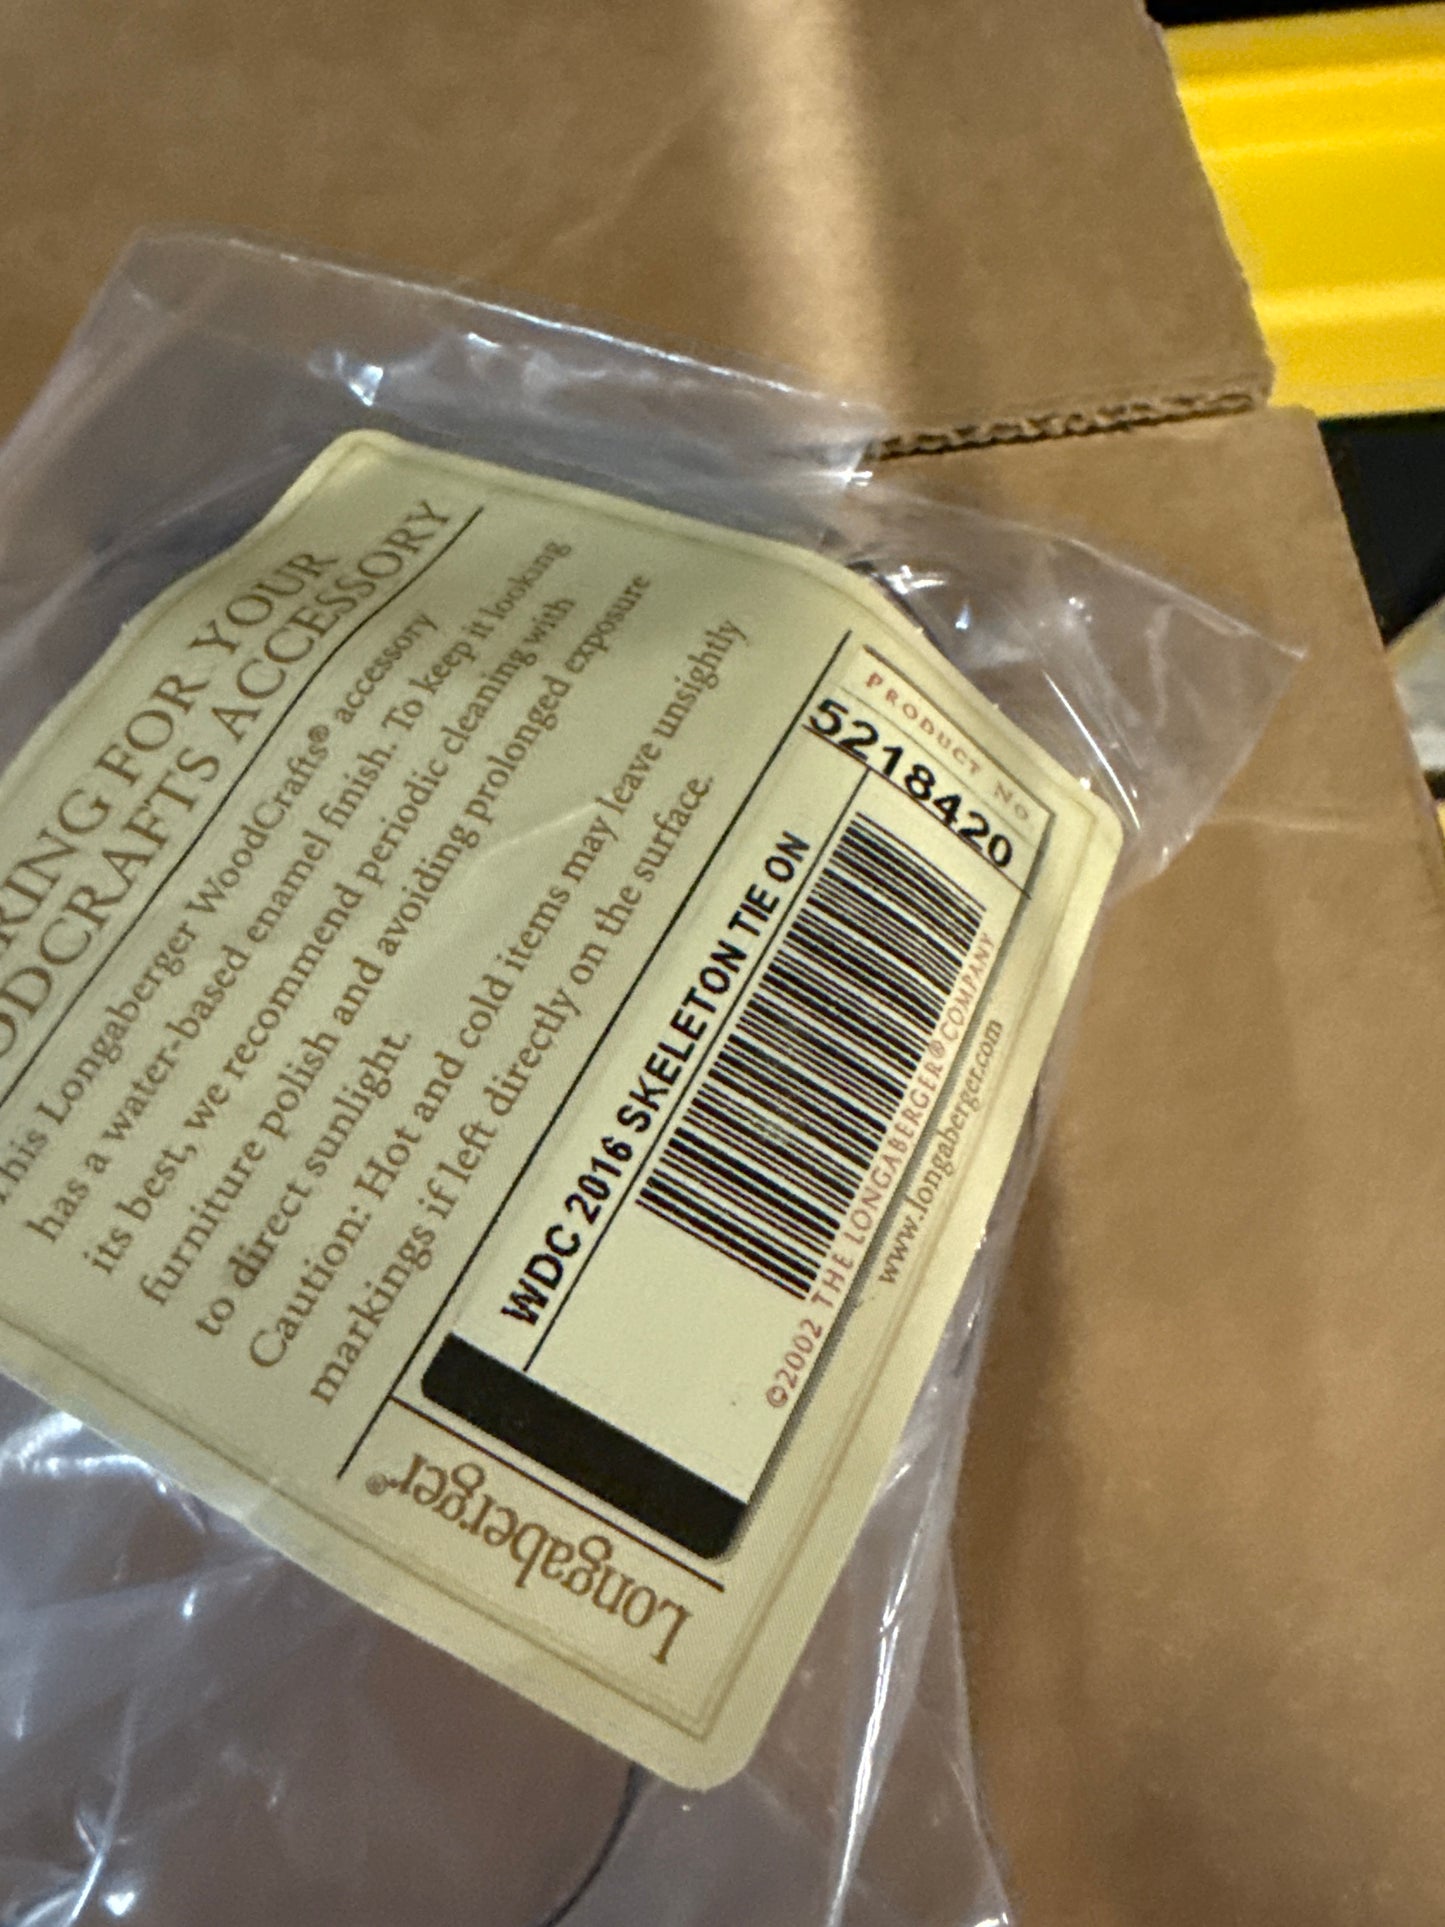 RING FOR YOUR
ODCRAFTS ACCESSORY
This Longaberger WoodCrafts® accessory
has a water-based enamel finish. To keep it looking
its best, we recommend periodic cleaning with
furniture polish and avoiding prolonged exposure
to direct sunlight.
Caution: Hot and cold items may leave unsightly
markings if left directly on the surface.
PRODUCT NO
5218420
WDC 2016 SKELETON TIE ON
©2002 THE LONGABERGER® COMPANY
www.longaberger.com
Longaberger®